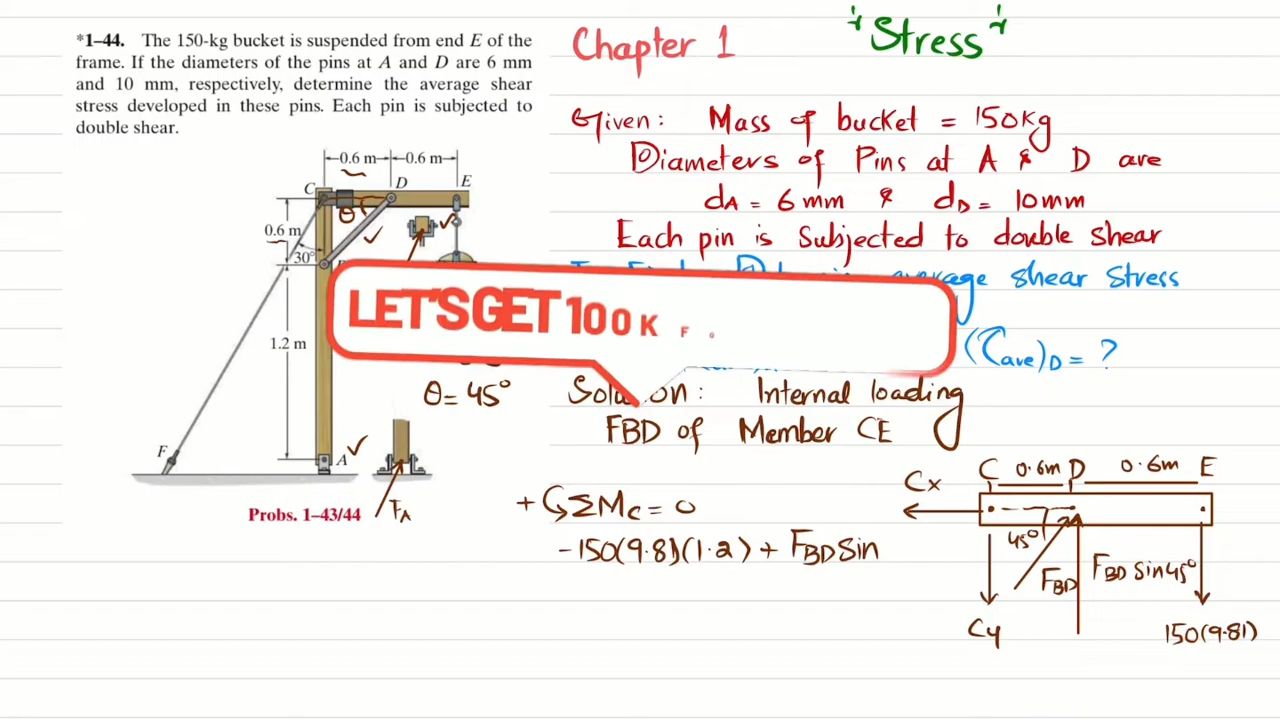 *1–44. The 150-kg bucket is suspended from end E of the
frame. If the diameters of the pins at A and D are 6 mm
and 10 mm, respectively, determine the average shear
stress developed in these pins. Each pin is subjected to
double shear.
0.6 m
0.6 m
C
D
E
θ
0.6 m
30°
1.2 m
F
A
F_A
Probs. 1–43/44
θ = 45°
Chapter 1
"Stress"
Given: Mass of bucket = 150kg
Diameters of Pins at A & D are
d_A = 6 mm & d_D = 10mm
Each pin is Subjected to double shear
average shear stress
LET'S GET 100K F
(τave)_D = ?
Solution: Internal loading
FBD of Member CE
+ ΣMc = 0
-150(9.8)(1.2) + F_BD Sin
C 0.6m D 0.6m E
Cx
45°
F_BD
F_BD Sin45°
Cy
150(9.81)